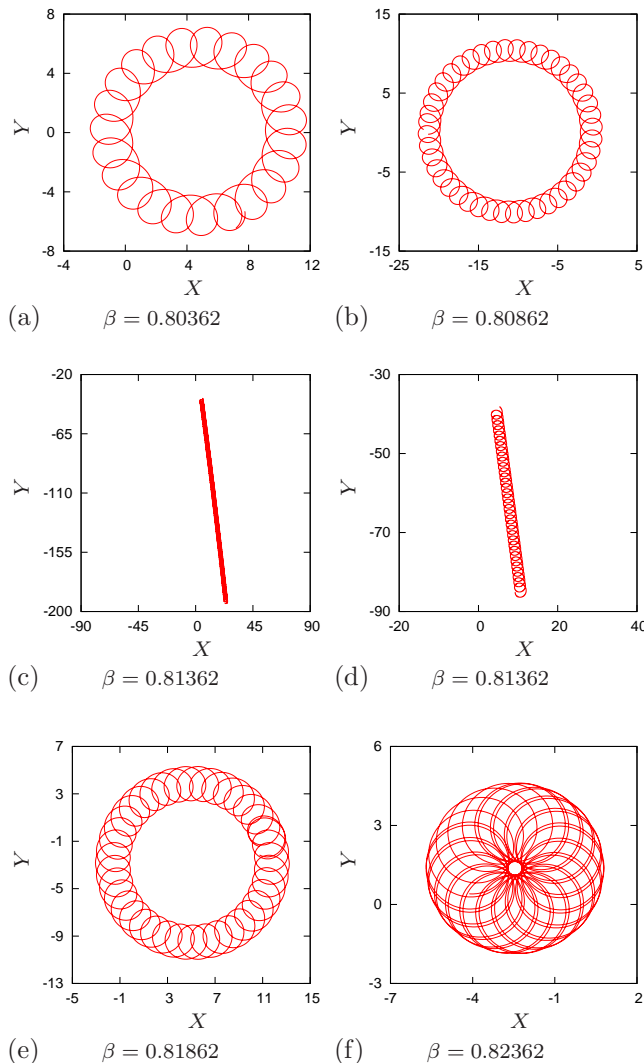 8
4
0
-4
-8
Y
-4 0 4 8 12
X
(a) β = 0.80362
15
5
-5
-15
Y
-25 -15 -5 5
X
(b) β = 0.80862
-20
-65
-110
-155
-200
Y
-90 -45 0 45 90
X
(c) β = 0.81362
-30
-50
-70
-90
Y
-20 0 20 40
X
(d) β = 0.81362
7
3
-1
-5
-9
-13
Y
-5 -1 3 7 11 15
X
(e) β = 0.81862
6
3
0
-3
Y
-7 -4 -1 2
X
(f) β = 0.82362